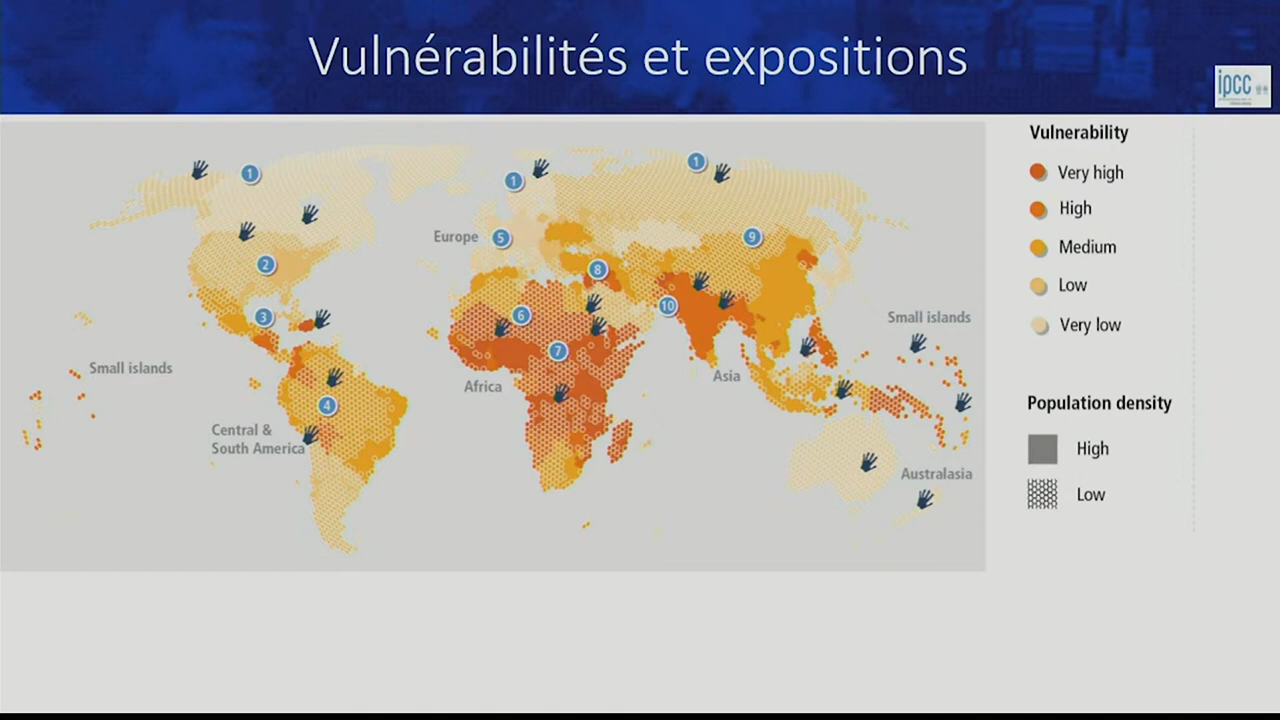 Vulnérabilités et expositions
ipcc
Vulnerability
Very high
High
Medium
Low
Very low
Population density
High
Low
1
1
1
2
3
4
5
6
7
8
9
10
Europe
Small islands
Small islands
Africa
Asia
Central &
South America
Australasia